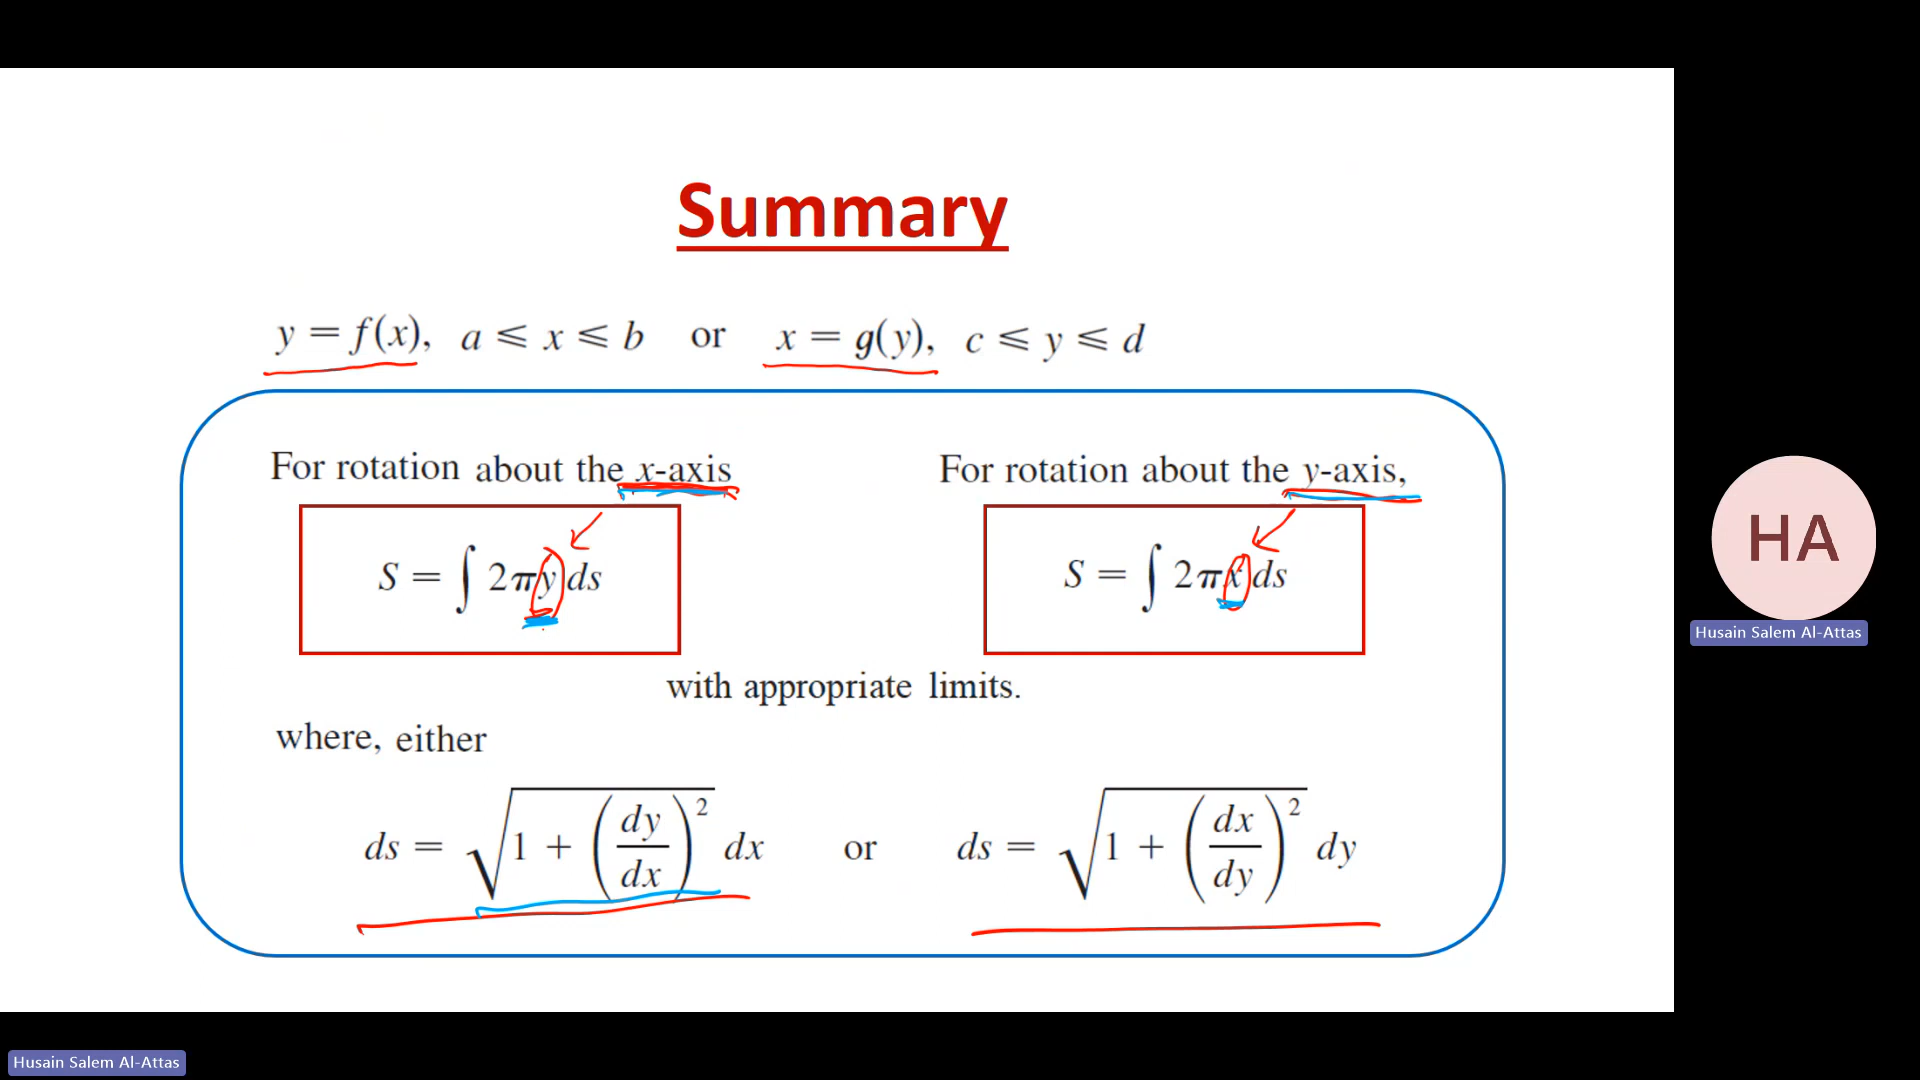 Summary
y = f(x), a ⩽ x ⩽ b or x = g(y), c ⩽ y ⩽ d
For rotation about the x-axis
For rotation about the y-axis,
S = ∫ 2πy ds
S = ∫ 2πx ds
with appropriate limits.
where, either
ds = √(1 + (dy/dx)²) dx or ds = √(1 + (dx/dy)²) dy
HA
Husain Salem Al-Attas
Husain Salem Al-Attas